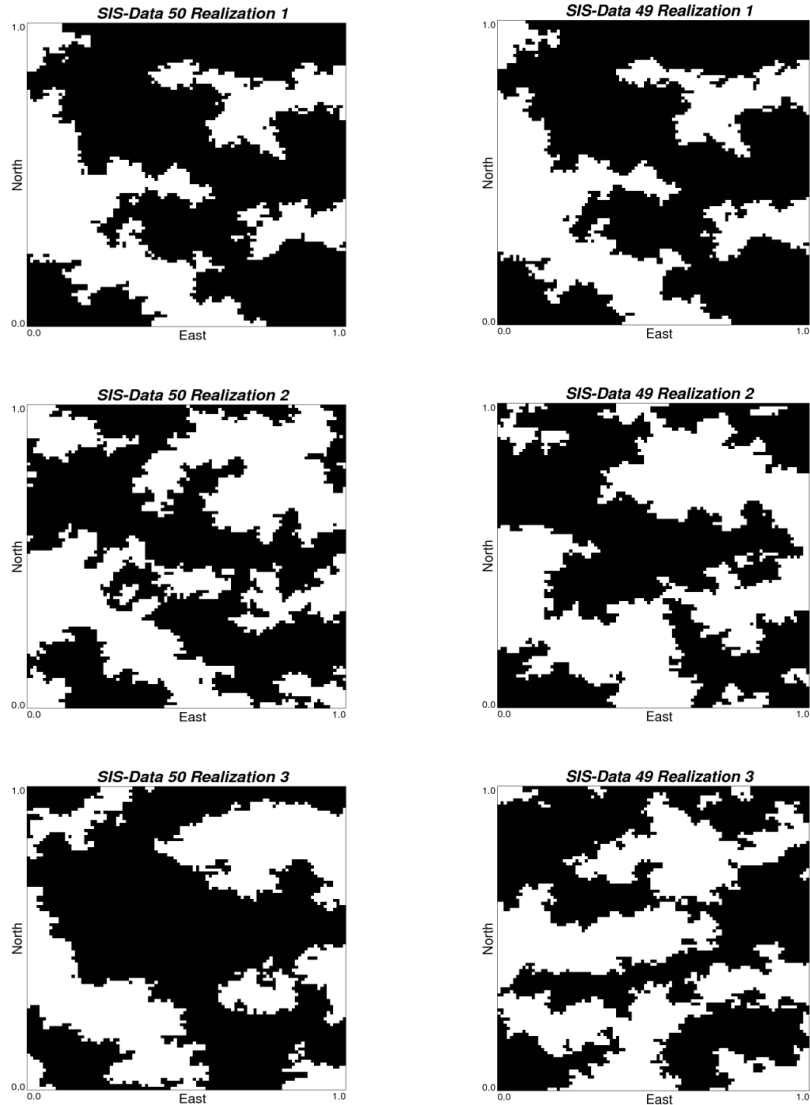 SIS-Data 50 Realization 1
1.0
North
0.0
0.0
East
1.0
SIS-Data 49 Realization 1
1.0
North
0.0
0.0
East
1.0
SIS-Data 50 Realization 2
1.0
North
0.0
0.0
East
1.0
SIS-Data 49 Realization 2
1.0
North
0.0
0.0
East
1.0
SIS-Data 50 Realization 3
1.0
North
0.0
0.0
East
1.0
SIS-Data 49 Realization 3
1.0
North
0.0
0.0
East
1.0